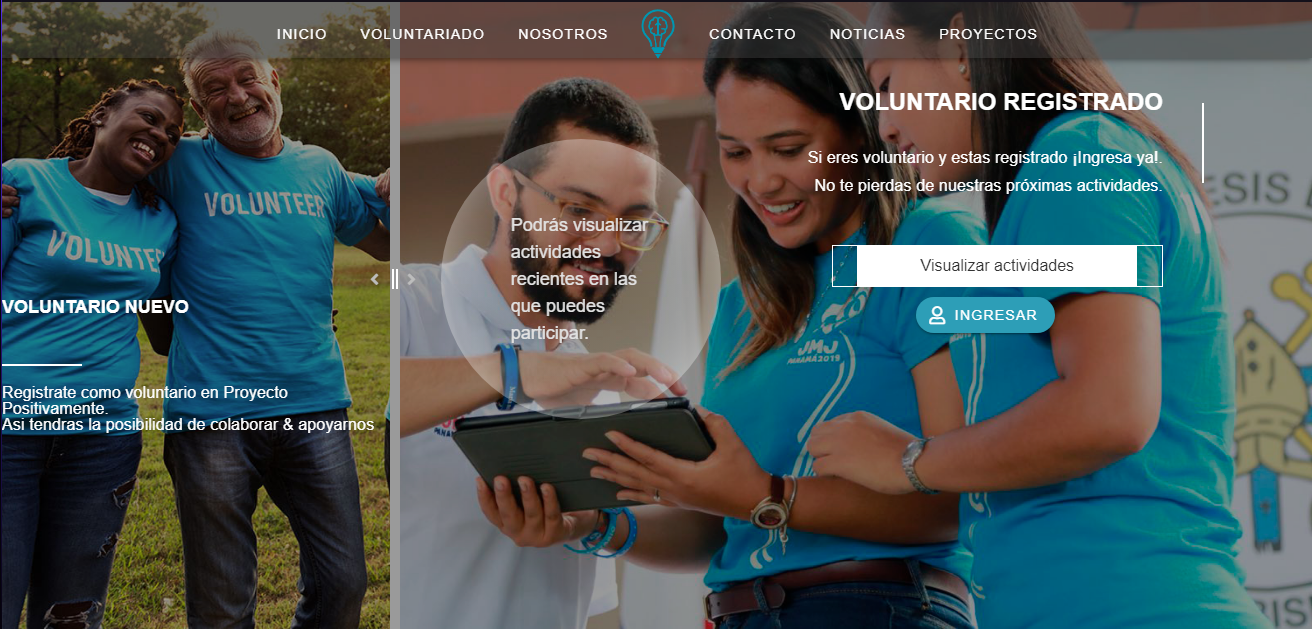 INICIO VOLUNTARIADO NOSOTROS CONTACTO NOTICIAS PROYECTOS
VOLUNTEER
VOLUNTEE
VOLUNTARIO NUEVO
Registrate como voluntario en Proyecto
Positivamente.
Asi tendras la posibilidad de colaborar & apoyarnos
Podrás visualizar
actividades
recientes en las
que puedes
participar.
VOLUNTARIO REGISTRADO
Si eres voluntario y estas registrado ¡Ingresa ya!.
No te pierdas de nuestras próximas actividades.
Visualizar actividades
INGRESAR
JMJ
PANAMÁ2019
ESIS A